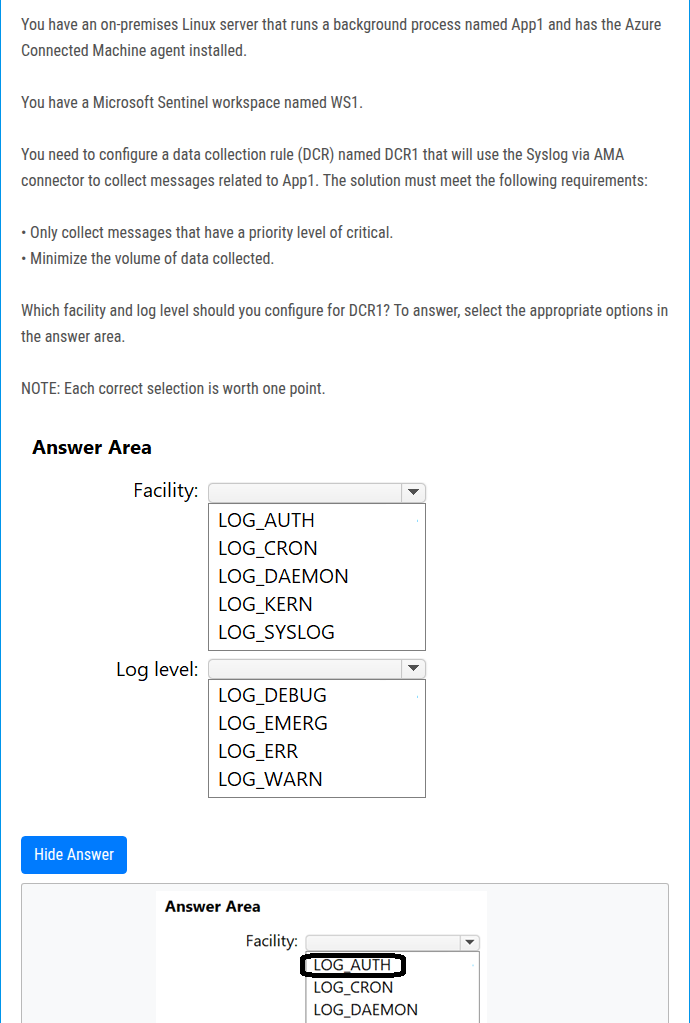 You have an on-premises Linux server that runs a background process named App1 and has the Azure
Connected Machine agent installed.
You have a Microsoft Sentinel workspace named WS1.
You need to configure a data collection rule (DCR) named DCR1 that will use the Syslog via AMA
connector to collect messages related to App1. The solution must meet the following requirements:
• Only collect messages that have a priority level of critical.
• Minimize the volume of data collected.
Which facility and log level should you configure for DCR1? To answer, select the appropriate options in
the answer area.
NOTE: Each correct selection is worth one point.
Answer Area
Facility:
LOG_AUTH
LOG_CRON
LOG_DAEMON
LOG_KERN
LOG_SYSLOG
Log level:
LOG_DEBUG
LOG_EMERG
LOG_ERR
LOG_WARN
Hide Answer
Answer Area
Facility:
LOG_AUTH
LOG_CRON
LOG_DAEMON